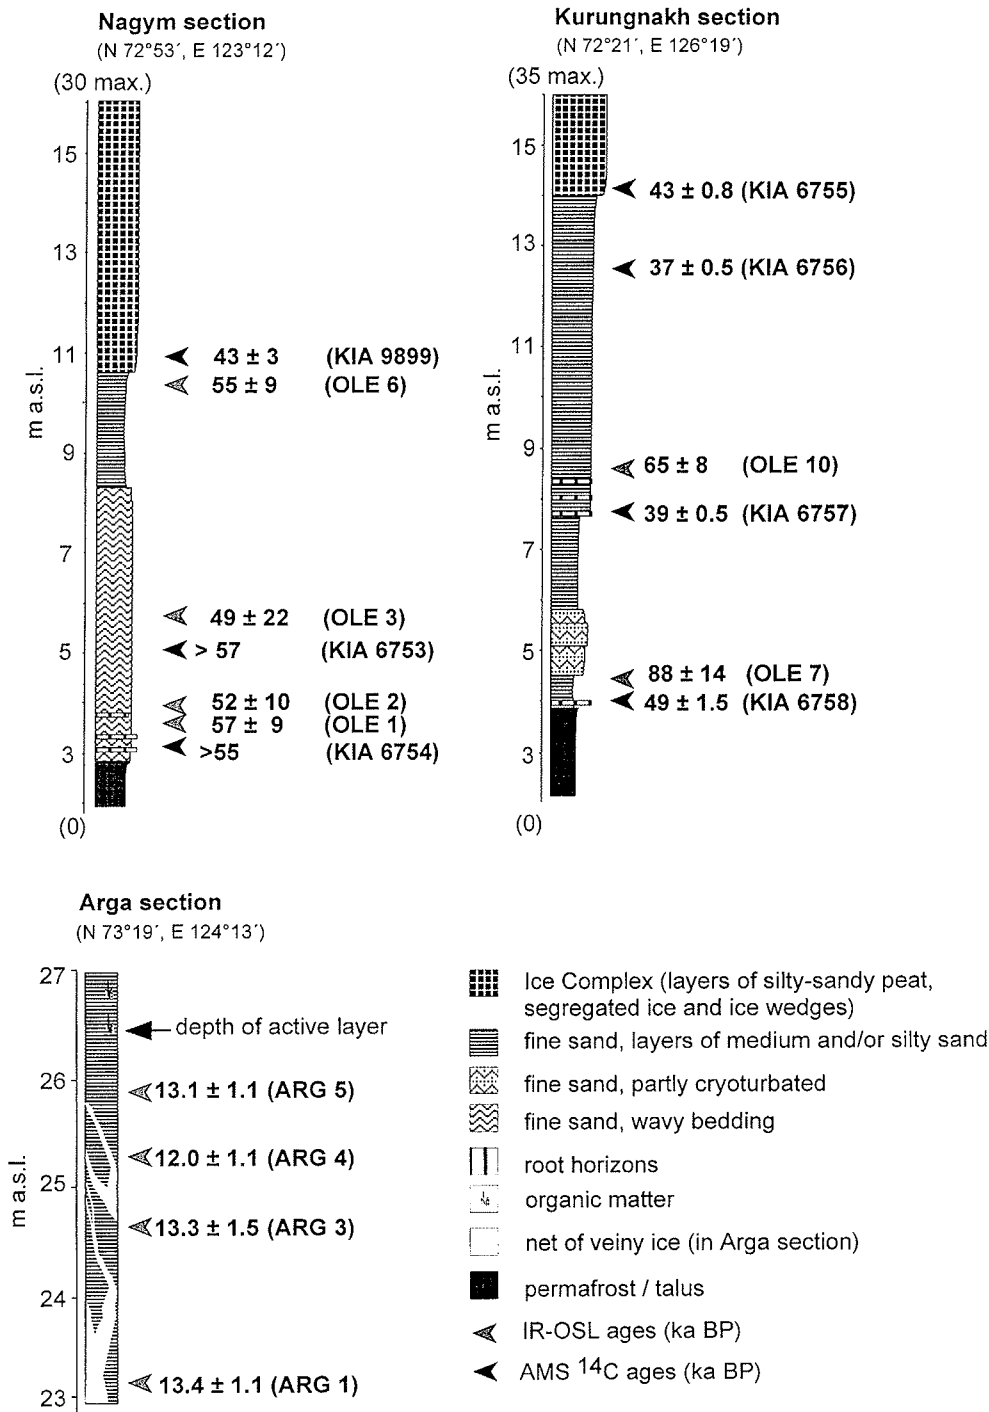 Nagym section
(N 72°53´, E 123°12´)
(30 max.)
15
13
11
9
7
5
3
(0)
m a.s.l.
43 ± 3 (KIA 9899)
55 ± 9 (OLE 6)
49 ± 22 (OLE 3)
> 57 (KIA 6753)
52 ± 10 (OLE 2)
57 ± 9 (OLE 1)
>55 (KIA 6754)
Kurungnakh section
(N 72°21´, E 126°19´)
(35 max.)
15
13
11
9
7
5
3
(0)
m a.s.l.
43 ± 0.8 (KIA 6755)
37 ± 0.5 (KIA 6756)
65 ± 8 (OLE 10)
39 ± 0.5 (KIA 6757)
88 ± 14 (OLE 7)
49 ± 1.5 (KIA 6758)
Arga section
(N 73°19´, E 124°13´)
27
26
25
24
23
m a.s.l.
depth of active layer
13.1 ± 1.1 (ARG 5)
12.0 ± 1.1 (ARG 4)
13.3 ± 1.5 (ARG 3)
13.4 ± 1.1 (ARG 1)
Ice Complex (layers of silty-sandy peat,
segregated ice and ice wedges)
fine sand, layers of medium and/or silty sand
fine sand, partly cryoturbated
fine sand, wavy bedding
root horizons
organic matter
net of veiny ice (in Arga section)
permafrost / talus
IR-OSL ages (ka BP)
AMS 14C ages (ka BP)